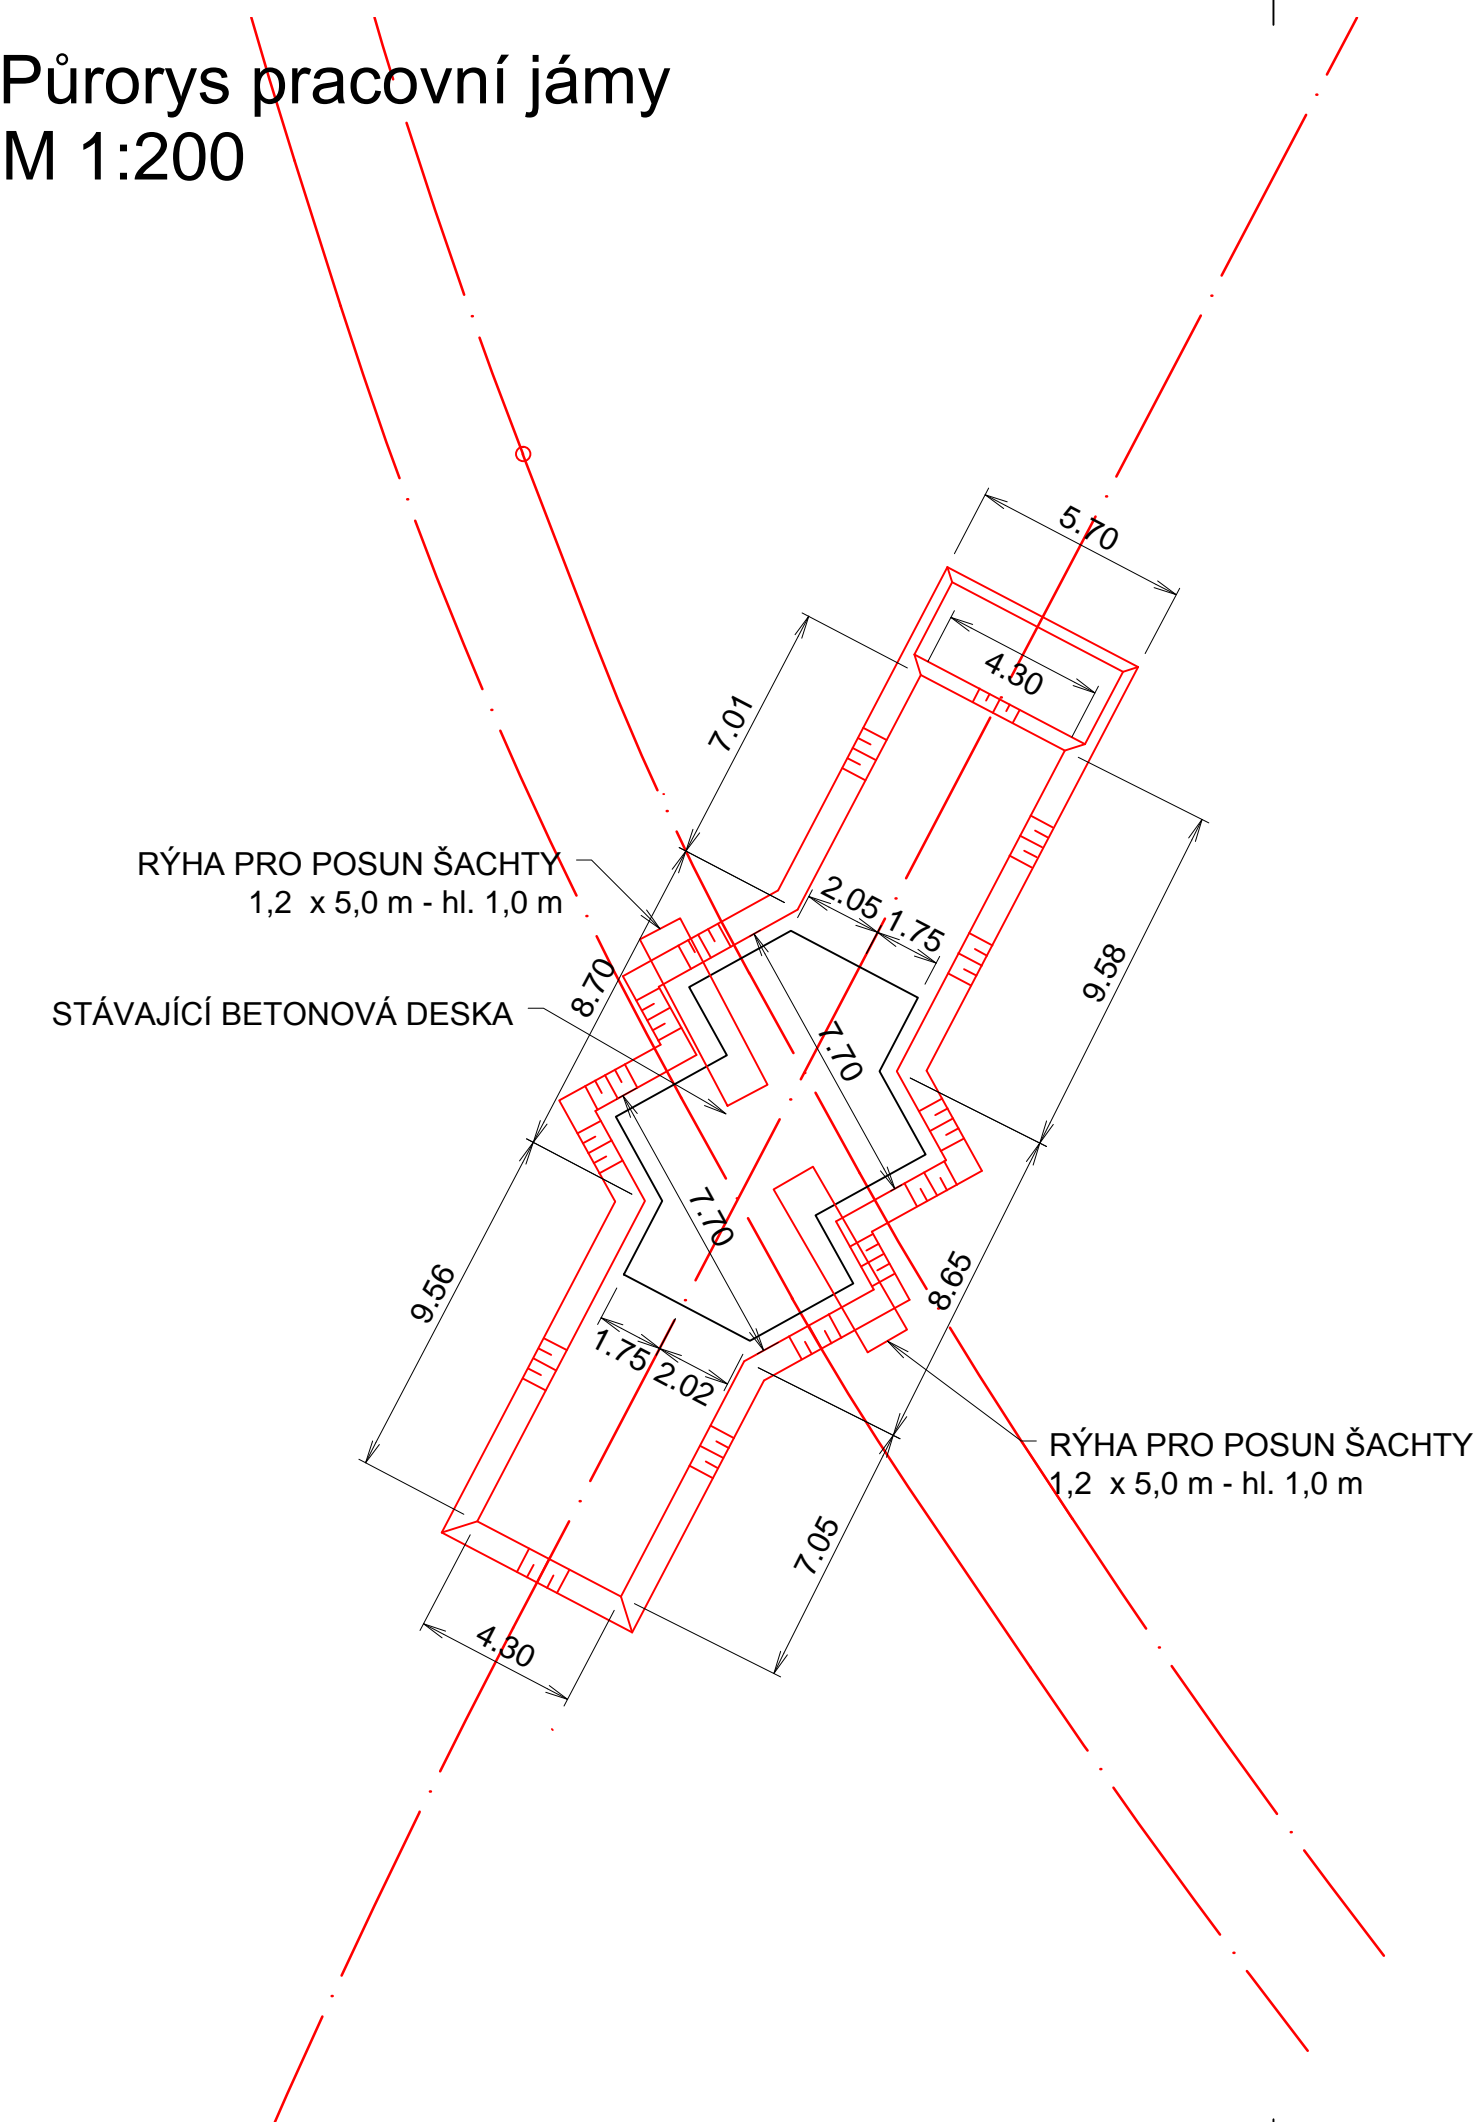 Půrorys pracovní jámy
M 1:200
5.70
4.30
7.01
RÝHA PRO POSUN ŠACHTY
1,2 x 5,0 m - hl. 1,0 m
2.05
1.75
8.70
9.58
STÁVAJÍCÍ BETONOVÁ DESKA
7.70
7.70
9.56
8.65
1.75
2.02
RÝHA PRO POSUN ŠACHTY
1,2 x 5,0 m - hl. 1,0 m
7.05
4.30